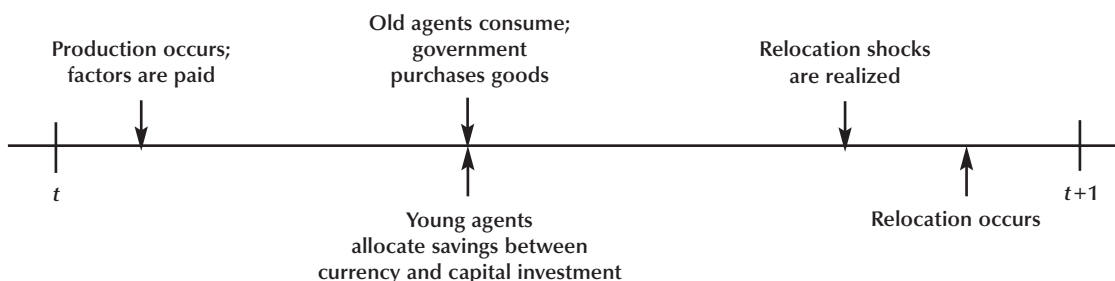 Production occurs;
factors are paid
Old agents consume;
government
purchases goods
Relocation shocks
are realized
t
t+1
Young agents
allocate savings between
currency and capital investment
Relocation occurs